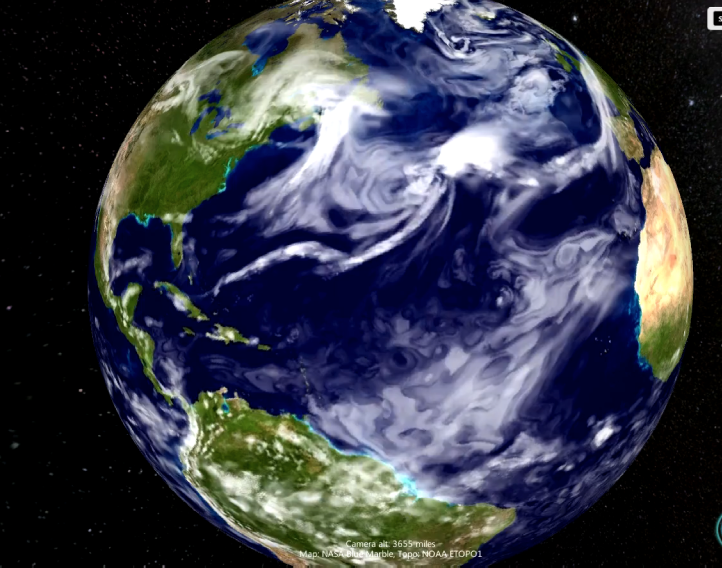 Camera alt: 3655 miles
Map: NASA Blue Marble, Topo: NOAA ETOPO1